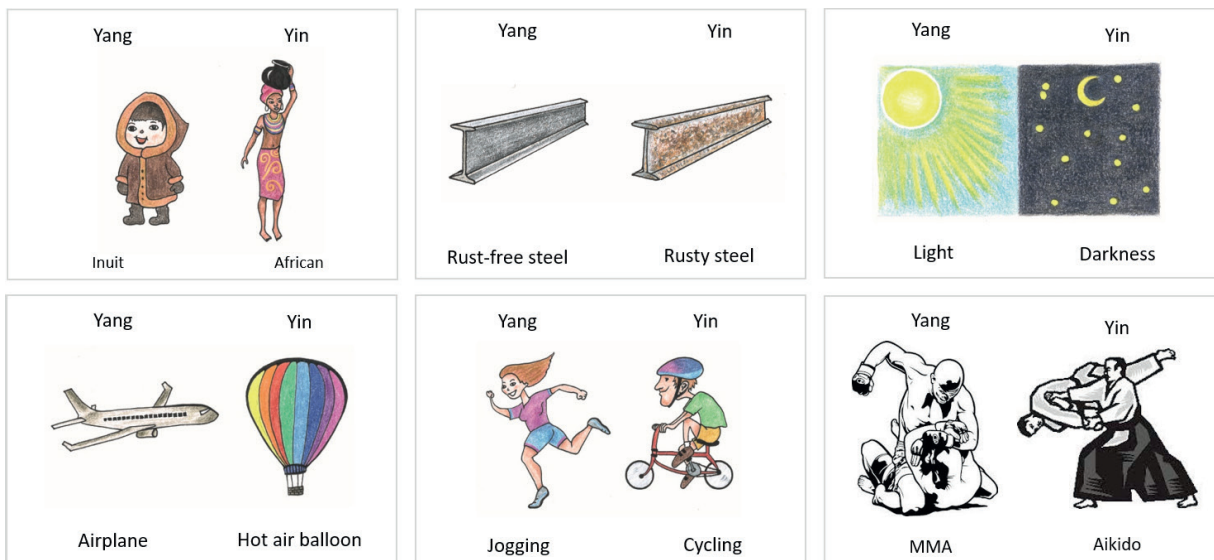 Yang Yin
Inuit African
Yang Yin
Rust-free steel Rusty steel
Yang Yin
Light Darkness
Yang Yin
Airplane Hot air balloon
Yang Yin
Jogging Cycling
Yang Yin
MMA Aikido